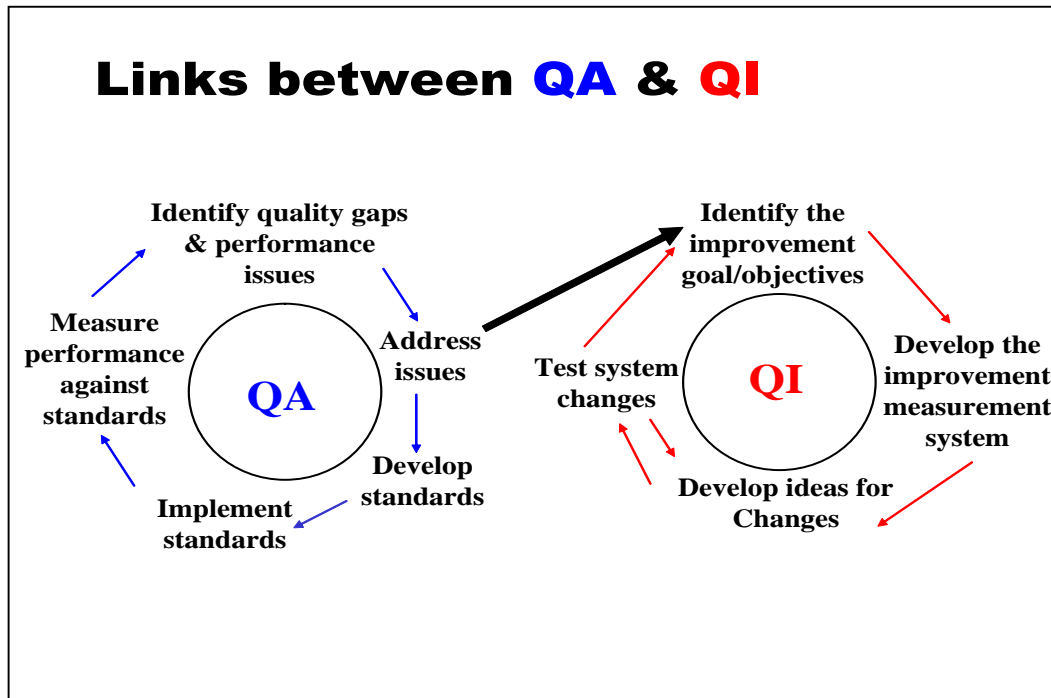 Links between QA & QI
Identify quality gaps
& performance
issues
Address
issues
Develop
standards
Implement
standards
Measure
performance
against
standards
QA
Identify the
improvement
goal/objectives
Develop the
improvement
measurement
system
Develop ideas for
Changes
Test system
changes
QI